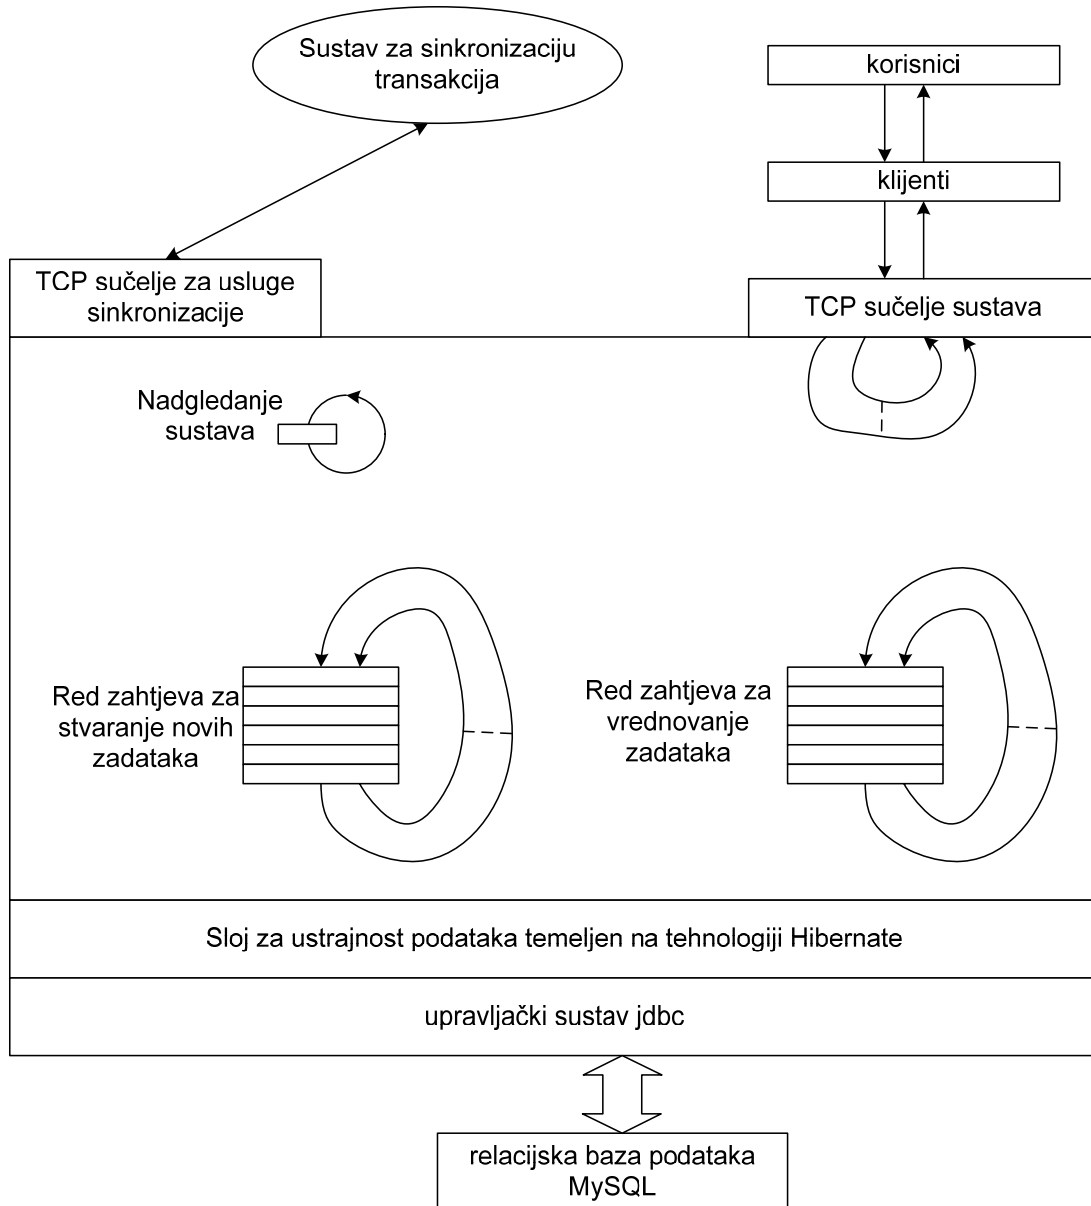 Sustav za sinkronizaciju
transakcija
korisnici
klijenti
TCP sučelje za usluge
sinkronizacije
TCP sučelje sustava
Nadgledanje
sustava
Red zahtjeva za
stvaranje novih
zadataka
Red zahtjeva za
vrednovanje
zadataka
Sloj za ustrajnost podataka temeljen na tehnologiji Hibernate
upravljački sustav jdbc
relacijska baza podataka
MySQL